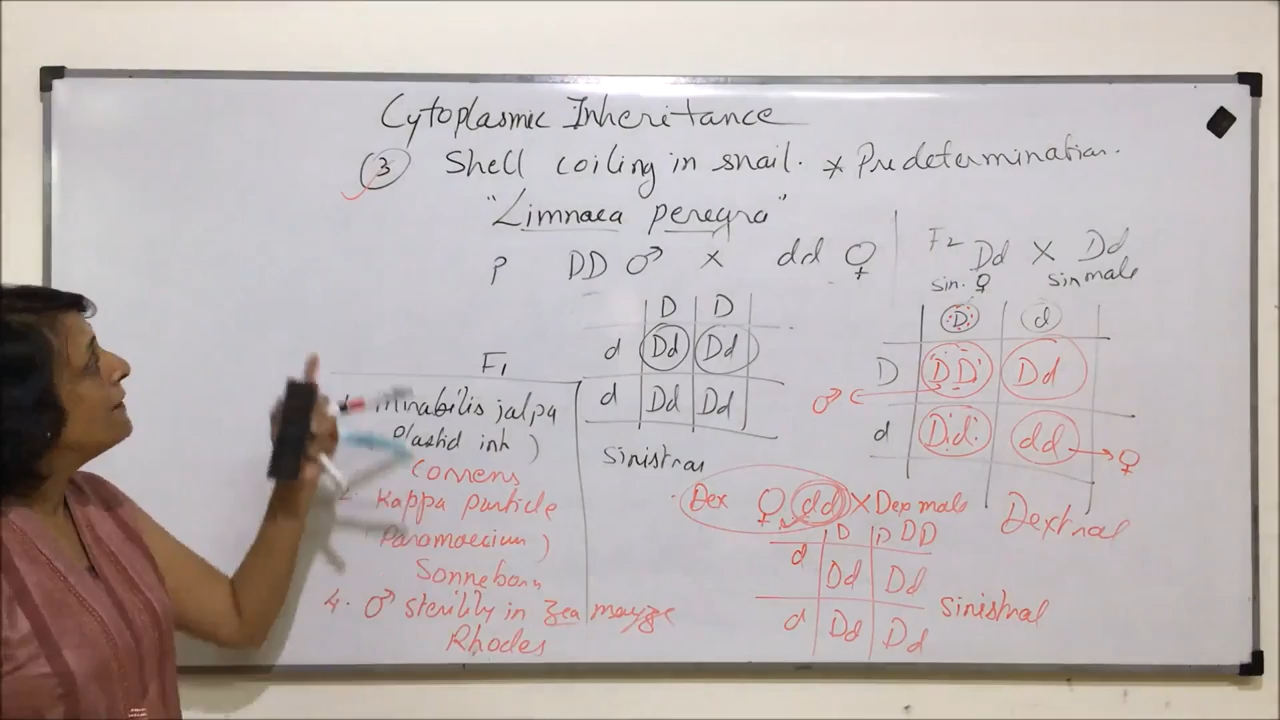 Cytoplasmic Inheritance
3 Shell coiling in snail. * Predetermination.
"Limnaea peregra"
P DD ♂ × dd ♀
F2 Dd × Dd
sin. ♀ sin male
D D
d Dd Dd
d Dd Dd
sinistral
D d
D DD Dd
d Dd dd
♂ ♀
Dextral
F1
mirabilis jalpa
plastid inh)
Correns
2. Kappa particle
Paramoecium)
Sonneborn
4. ♂ sterility in Zea mayze
Rhodes
Dex ♀ dd × Dex male
D D DD
d Dd Dd
d Dd Dd
sinistral